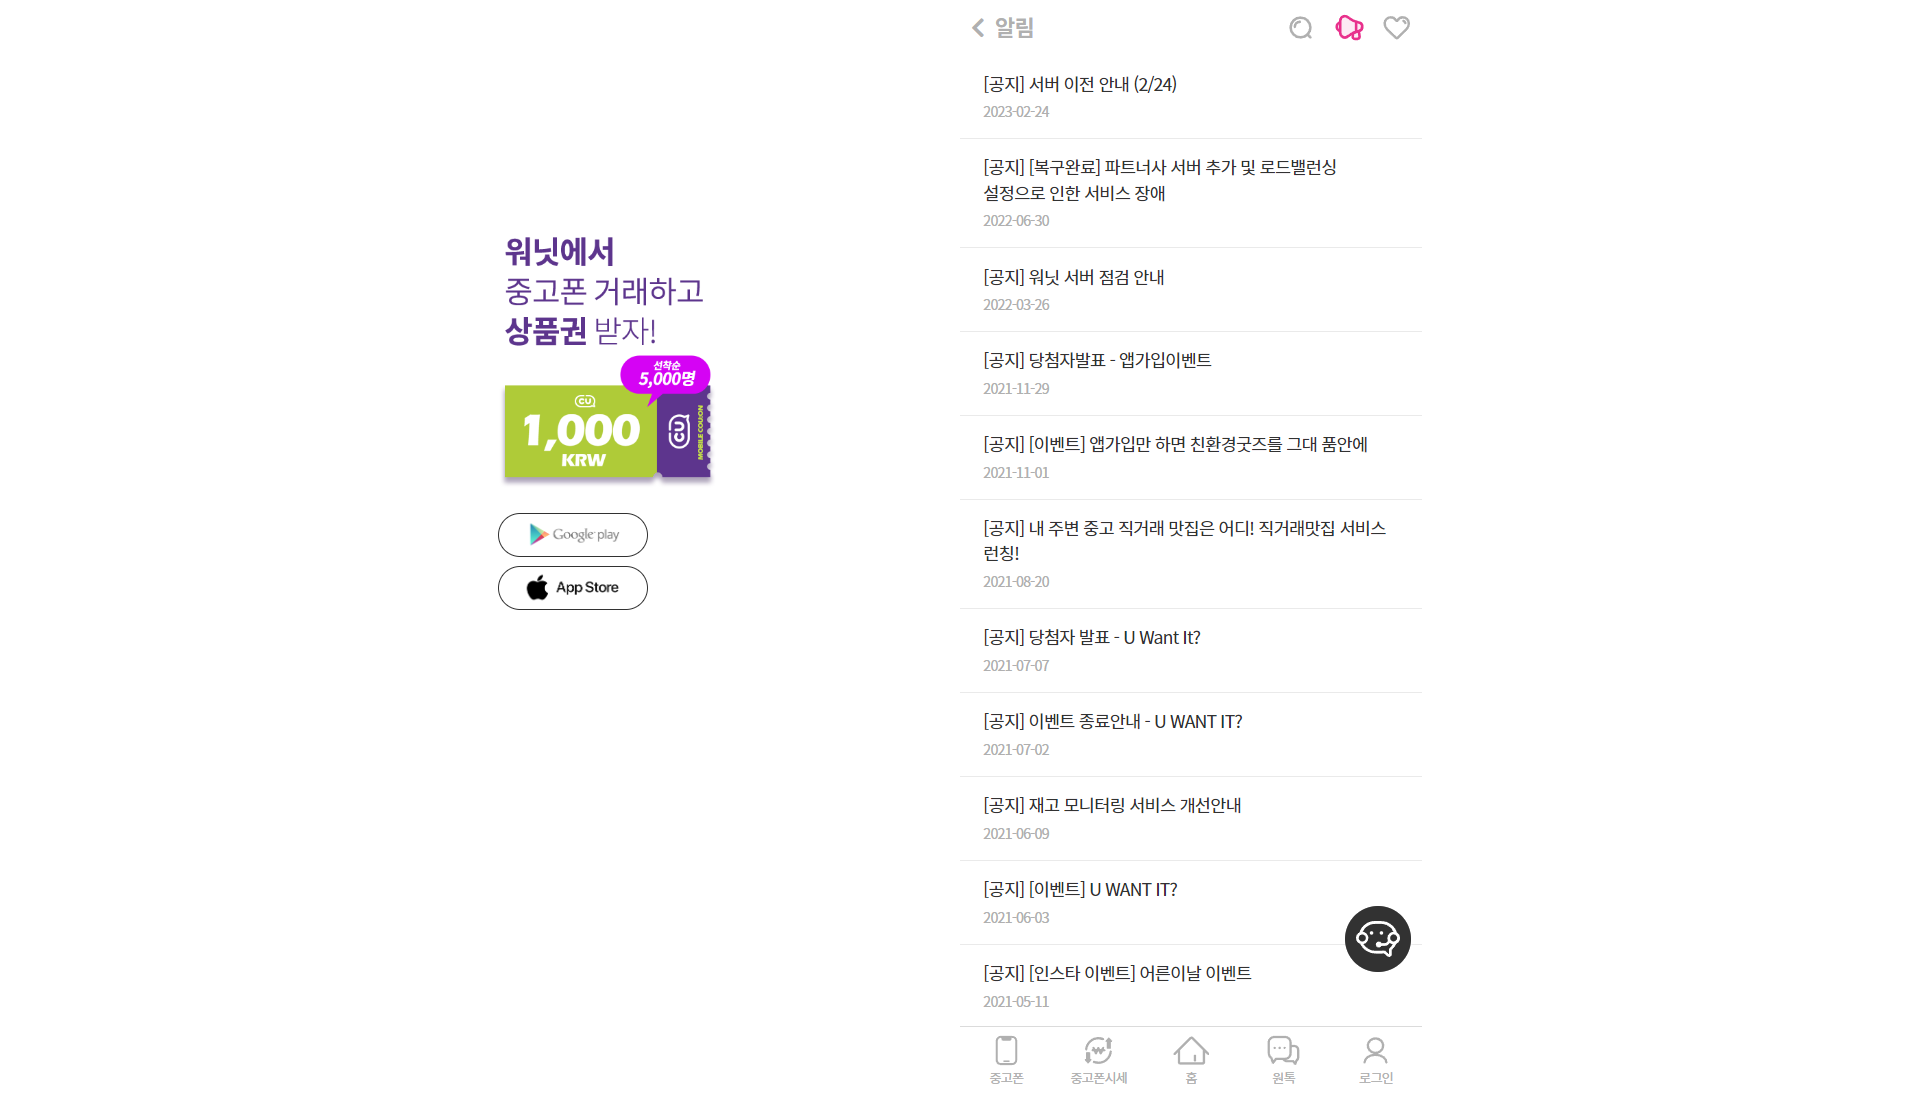 워닛에서
중고폰 거래하고
상품권 받자!
선착순
5,000명
CU
1,000
KRW
CU
MOBILE COUON
Google play
App Store
알림
[공지] 서버 이전 안내 (2/24)
2023-02-24
[공지] [복구완료] 파트너사 서버 추가 및 로드밸런싱
설정으로 인한 서비스 장애
2022-06-30
[공지] 워닛 서버 점검 안내
2022-03-26
[공지] 당첨자발표 - 앱가입이벤트
2021-11-29
[공지] [이벤트] 앱가입만 하면 친환경굿즈를 그대 품안에
2021-11-01
[공지] 내 주변 중고 직거래 맛집은 어디! 직거래맛집 서비스
런칭!
2021-08-20
[공지] 당첨자 발표 - U Want It?
2021-07-07
[공지] 이벤트 종료안내 - U WANT IT?
2021-07-02
[공지] 재고 모니터링 서비스 개선안내
2021-06-09
[공지] [이벤트] U WANT IT?
2021-06-03
[공지] [인스타 이벤트] 어른이날 이벤트
2021-05-11
중고폰
중고폰시세
홈
원톡
로그인